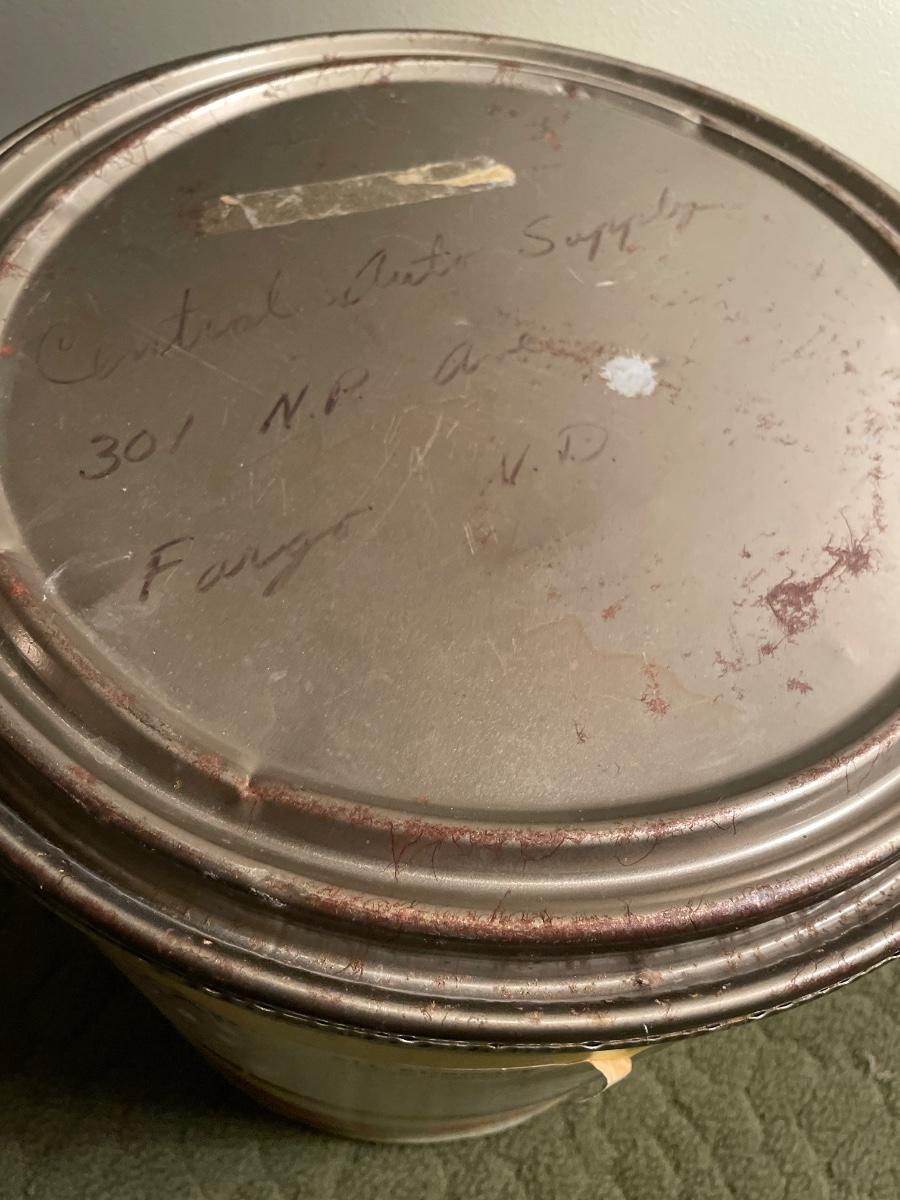 Central Auto Supply
301 N.P. Ave
Fargo N.D.